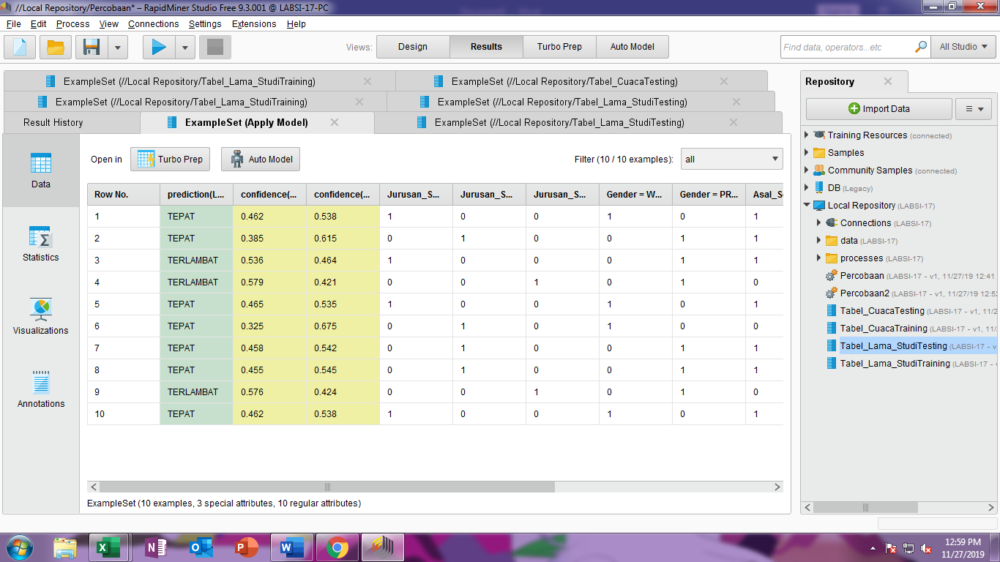 //Local Repository/Percobaan* – RapidMiner Studio Free 9.3.001 @ LABSI-17-PC
File Edit Process View Connections Settings Extensions Help
Views: Design Results Turbo Prep Auto Model Find data, operators...etc All Studio
ExampleSet (//Local Repository/Tabel_Lama_StudiTraining) ExampleSet (//Local Repository/Tabel_CuacaTesting)
ExampleSet (//Local Repository/Tabel_Lama_StudiTraining) ExampleSet (//Local Repository/Tabel_Lama_StudiTesting)
Result History ExampleSet (Apply Model) ExampleSet (//Local Repository/Tabel_Lama_StudiTesting)
Data
Statistics
Visualizations
Annotations
Open in Turbo Prep Auto Model Filter (10 / 10 examples): all
Row No. prediction(L... confidence(... confidence(... Jurusan_S... Jurusan_S... Jurusan_S... Gender = W... Gender = PR... Asal_S
1 TEPAT 0.462 0.538 1 0 0 1 0 1
2 TEPAT 0.385 0.615 0 1 0 0 1 1
3 TERLAMBAT 0.536 0.464 1 0 0 0 1 1
4 TERLAMBAT 0.579 0.421 0 0 1 0 1 0
5 TEPAT 0.465 0.535 1 0 0 1 0 1
6 TEPAT 0.325 0.675 0 1 0 1 0 0
7 TEPAT 0.458 0.542 0 1 0 0 1 1
8 TEPAT 0.455 0.545 0 1 0 0 1 1
9 TERLAMBAT 0.576 0.424 0 0 1 0 1 0
10 TEPAT 0.462 0.538 1 0 0 1 0 1
ExampleSet (10 examples, 3 special attributes, 10 regular attributes)
Repository
Import Data
Training Resources (connected)
Samples
Community Samples (connected)
DB (Legacy)
Local Repository (LABSI-17)
Connections (LABSI-17)
data (LABSI-17)
processes (LABSI-17)
Percobaan (LABSI-17 – v1, 11/27/19 12:41
Percobaan2 (LABSI-17 – v1, 11/27/19 12:52
Tabel_CuacaTesting (LABSI-17 – v1, 11/2
Tabel_CuacaTraining (LABSI-17 – v1, 11/
Tabel_Lama_StudiTesting (LABSI-17 – v
Tabel_Lama_StudiTraining (LABSI-17 –
12:59 PM
11/27/2019